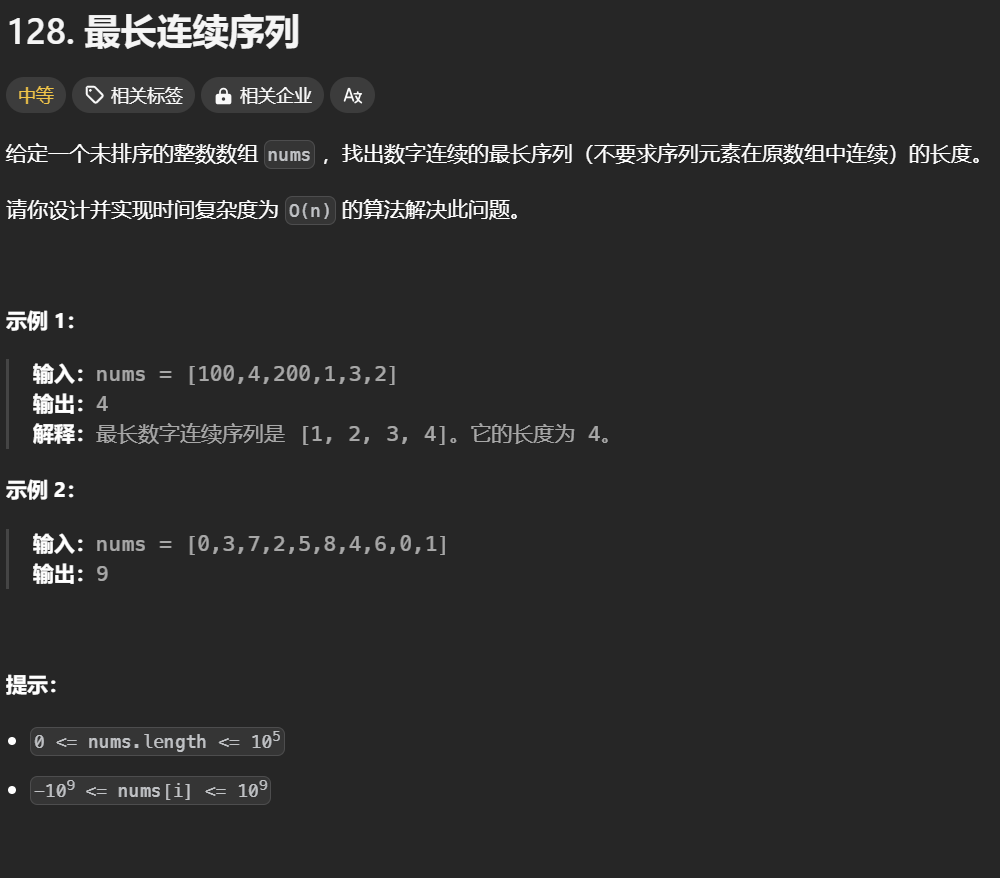 128. 最长连续序列
中等 相关标签 相关企业 Ax
给定一个未排序的整数数组 nums ，找出数字连续的最长序列（不要求序列元素在原数组中连续）的长度。
请你设计并实现时间复杂度为 O(n) 的算法解决此问题。
示例 1：
输入：nums = [100,4,200,1,3,2]
输出：4
解释：最长数字连续序列是 [1, 2, 3, 4]。它的长度为 4。
示例 2：
输入：nums = [0,3,7,2,5,8,4,6,0,1]
输出：9
提示：
0 <= nums.length <= 10⁵
-10⁹ <= nums[i] <= 10⁹